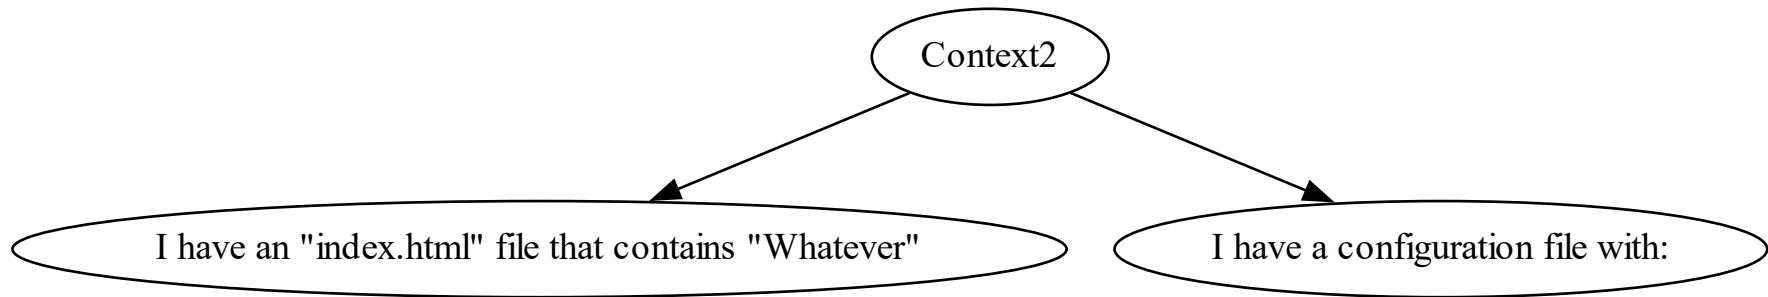 Context2
I have an "index.html" file that contains "Whatever"
I have a configuration file with: